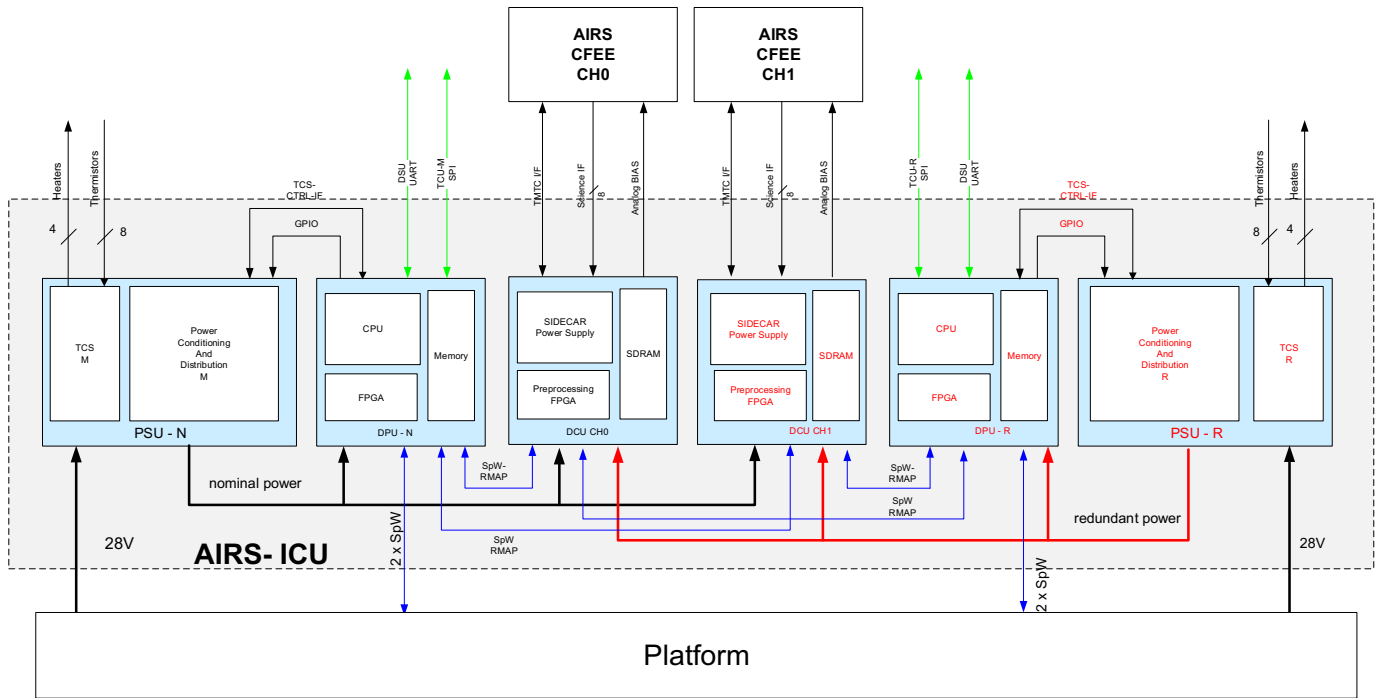 AIRS
CFEE
CH0
AIRS
CFEE
CH1
Heaters
Thermistors
4
8
TCS-
CTRL-IF
GPIO
DSU
UART
TCU-M
SPI
TMTC I/F
Science IF
8
Analog BIAS
TMTC I/F
Science IF
8
Analog BIAS
TCU-R
SPI
DSU
UART
TCS-
CTRL-IF
GPIO
Thermistors
Heaters
8
4
TCS
M
Power
Conditioning
And
Distribution
M
PSU - N
CPU
FPGA
Memory
DPU - N
SIDECAR
Power Supply
Preprocessing
FPGA
SDRAM
DCU CH0
SIDECAR
Power Supply
Preprocessing
FPGA
SDRAM
DCU CH1
CPU
FPGA
Memory
DPU - R
Power
Conditioning
And
Distribution
R
TCS
R
PSU - R
nominal power
SpW-
RMAP
SpW-
RMAP
SpW
RMAP
SpW
RMAP
redundant power
28V
AIRS- ICU
2 x SpW
2 x SpW
28V
Platform